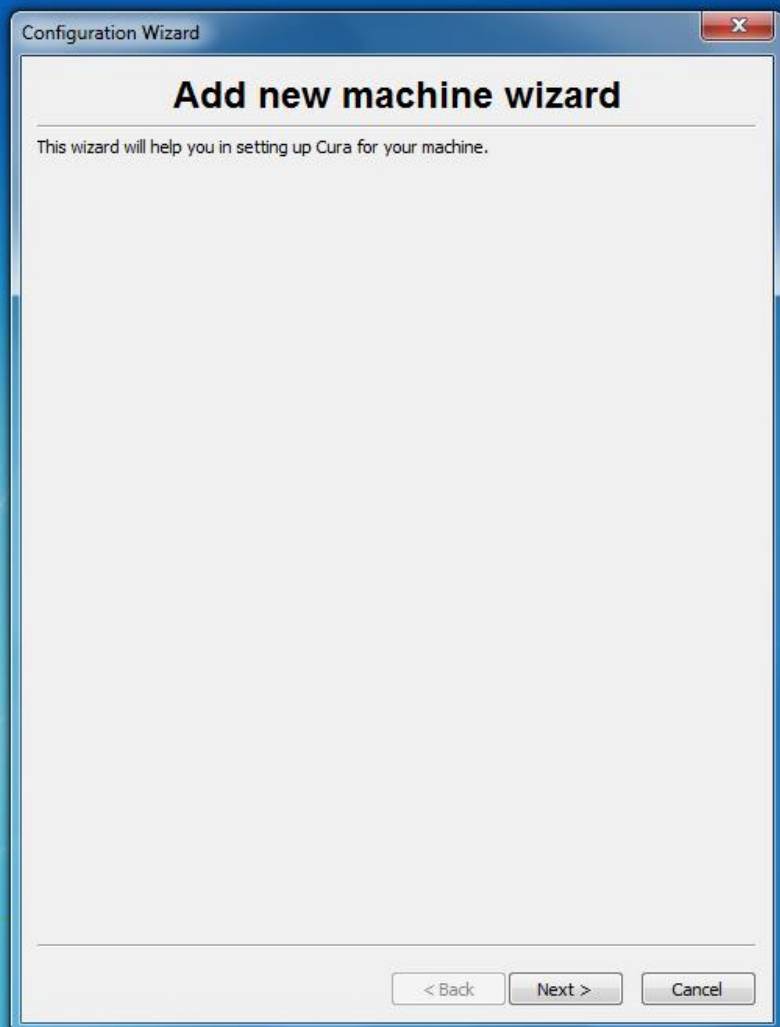 Configuration Wizard
Add new machine wizard
This wizard will help you in setting up Cura for your machine.
< Back Next > Cancel